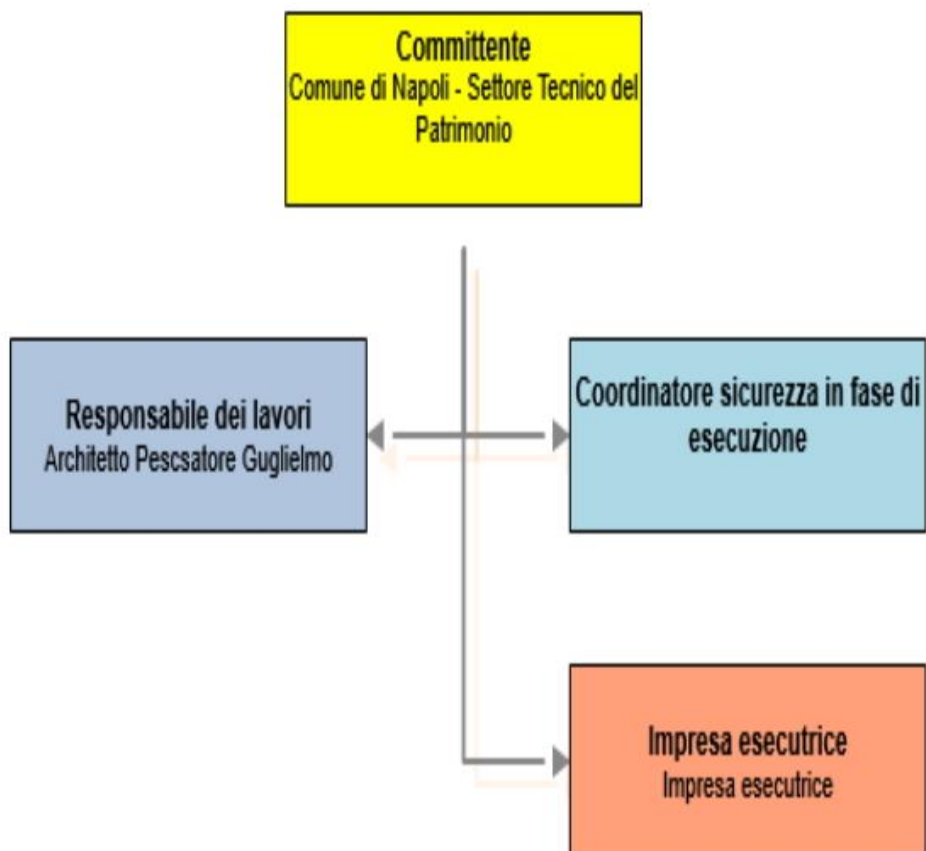 Committente
Comune di Napoli - Settore Tecnico del
Patrimonio
Responsabile dei lavori
Architetto Pescsatore Guglielmo
Coordinatore sicurezza in fase di
esecuzione
Impresa esecutrice
Impresa esecutrice